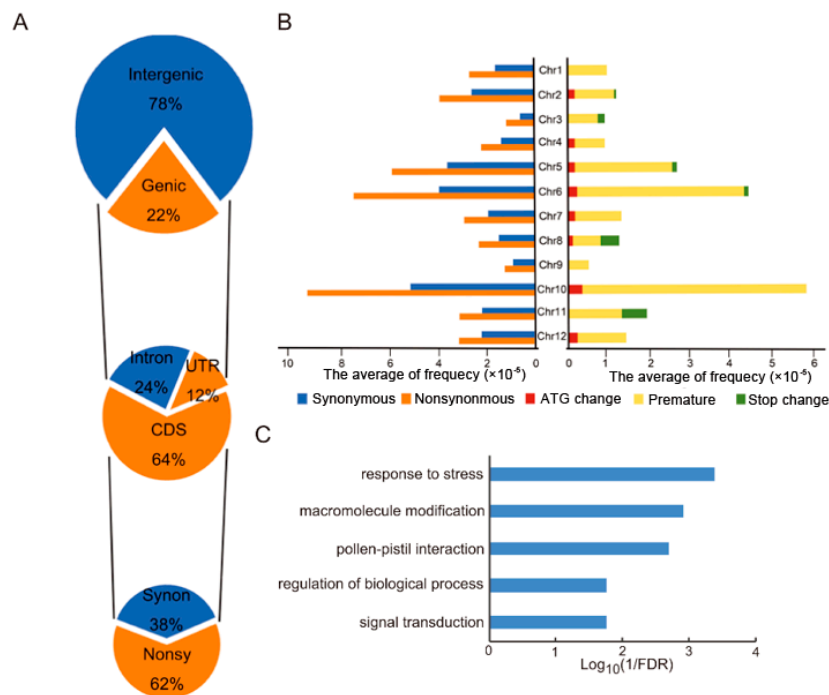 A
Intergenic
78%
Genic
22%
Intron
24%
UTR
12%
CDS
64%
Synon
38%
Nonsy
62%
B
Chr1
Chr2
Chr3
Chr4
Chr5
Chr6
Chr7
Chr8
Chr9
Chr10
Chr11
Chr12
10 8 6 4 2 0
0 1 2 3 4 5 6
The average of frequecy (×10⁻⁵)
The average of frequecy (×10⁻⁵)
Synonymous Nonsynonmous ATG change Premature Stop change
C
response to stress
macromolecule modification
pollen-pistil interaction
regulation of biological process
signal transduction
0 1 2 3 4
Log₁₀(1/FDR)